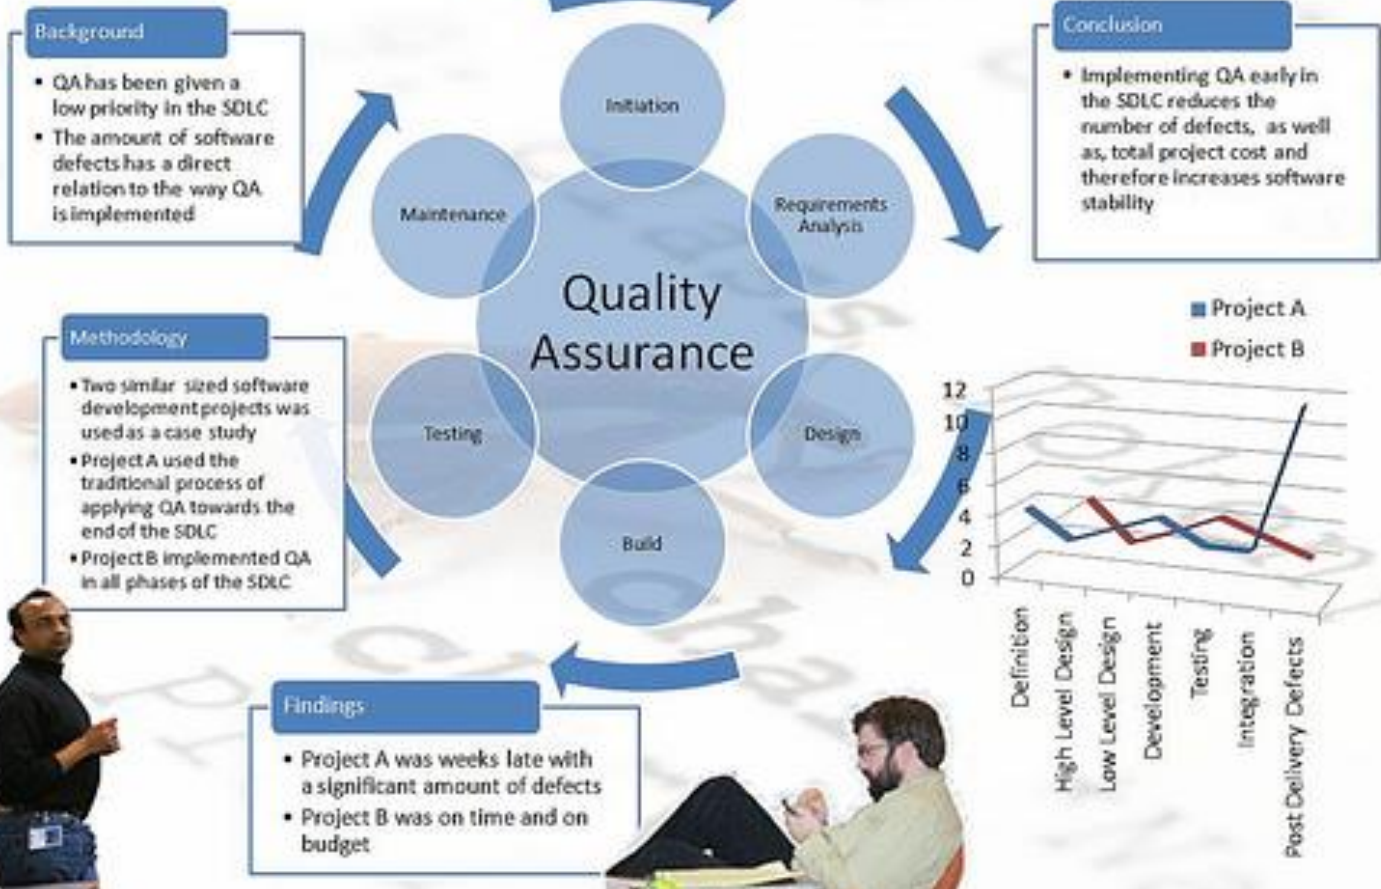 Background
▪ QA has been given a
low priority in the SDLC
▪ The amount of software
defects has a direct
relation to the way QA
is implemented
Methodology
▪ Two similar sized software
development projects was
used as a case study
▪ Project A used the
traditional process of
applying QA towards the
end of the SDLC
▪ Project B implemented QA
in all phases of the SDLC
Findings
• Project A was weeks late with
a significant amount of defects
• Project B was on time and on
budget
Initiation
Requirements
Analysis
Design
Build
Testing
Maintenance
Quality
Assurance
Conclusion
• Implementing QA early in
the SDLC reduces the
number of defects, as well
as, total project cost and
therefore increases software
stability
Project A
Project B
12
10
8
6
4
2
0
Definition
High Level Design
Low Level Design
Development
Testing
Integration
Post Delivery Defects